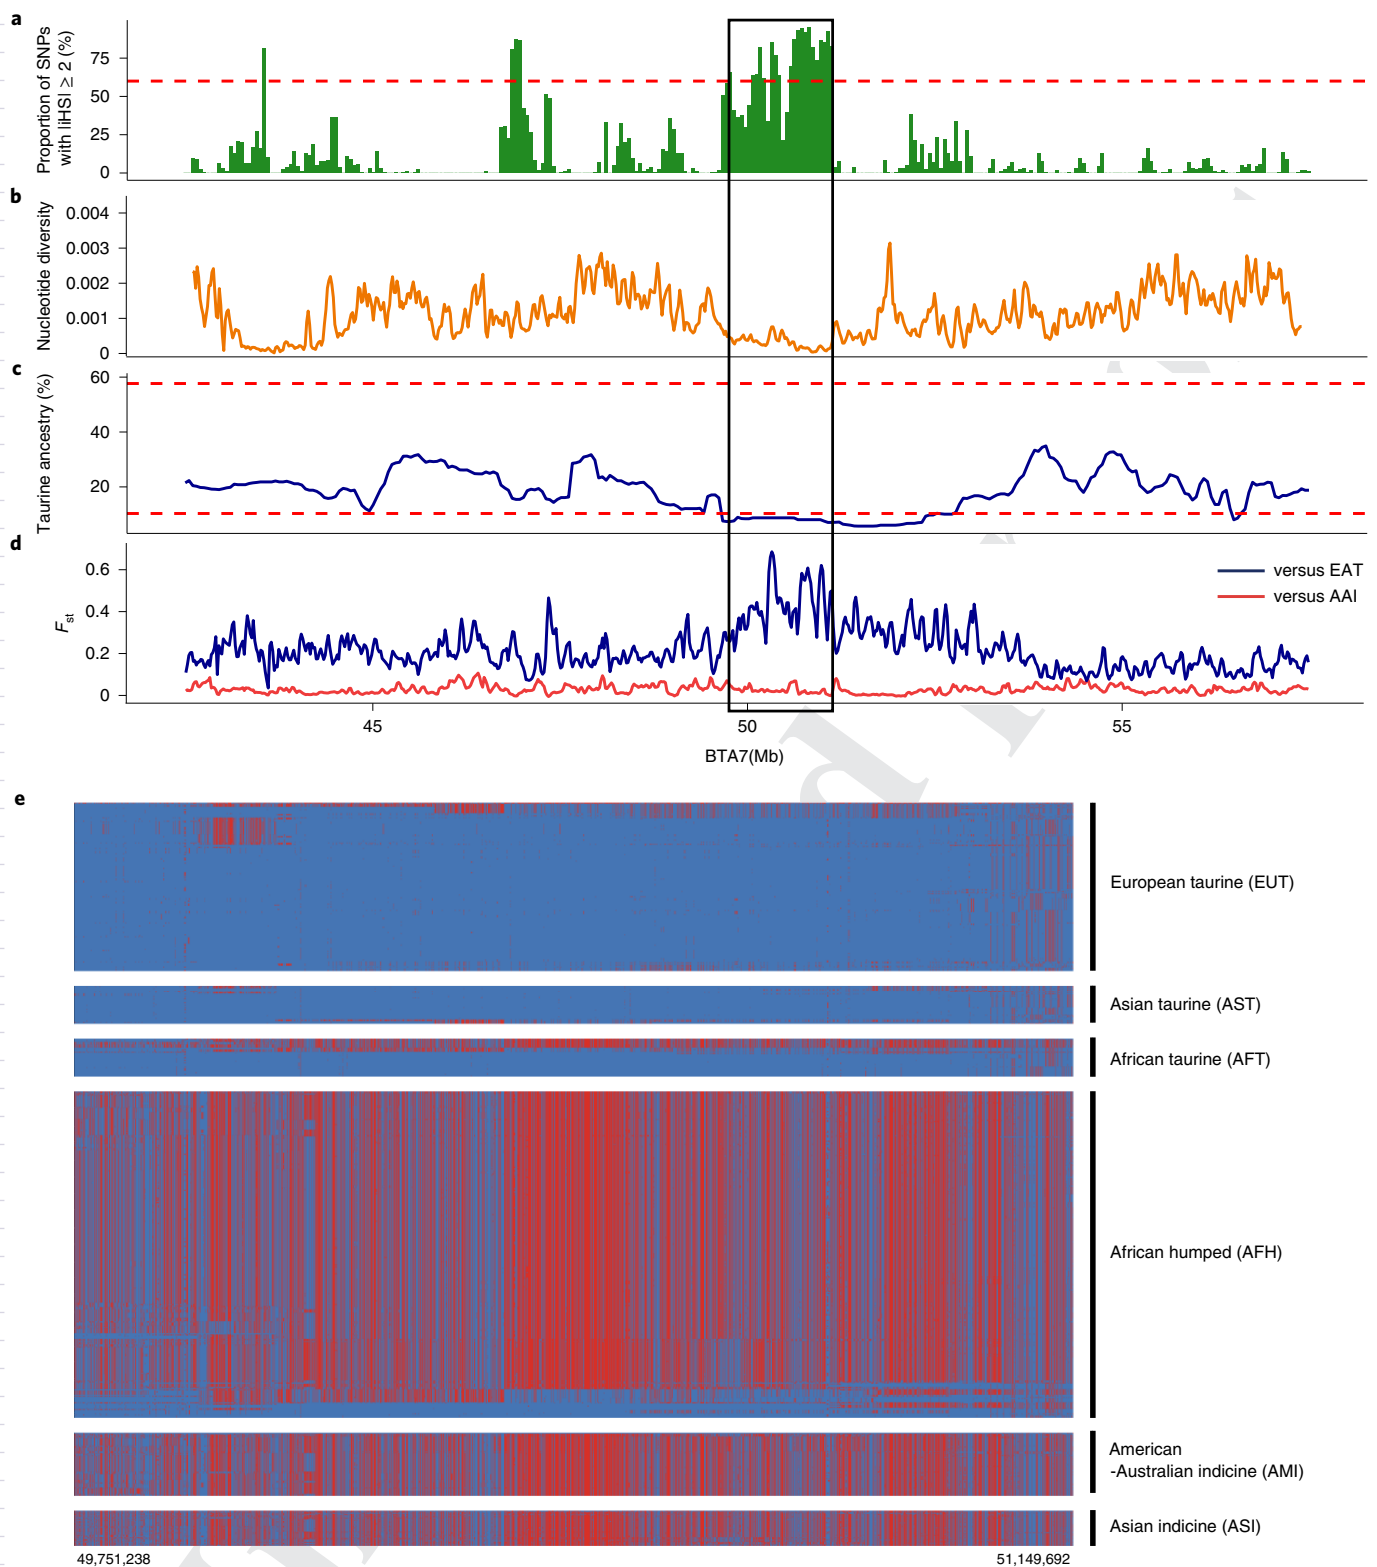 a
Proportion of SNPs
with |iHS| ≥ 2 (%)
75
50
25
0
b
Nucleotide diversity
0.004
0.003
0.002
0.001
0
c
Taurine ancestry (%)
60
40
20
d
Fst
0.6
0.4
0.2
0
versus EAT
versus AAI
45
50
55
BTA7(Mb)
e
European taurine (EUT)
Asian taurine (AST)
African taurine (AFT)
African humped (AFH)
American
-Australian indicine (AMI)
Asian indicine (ASI)
49,751,238
51,149,692